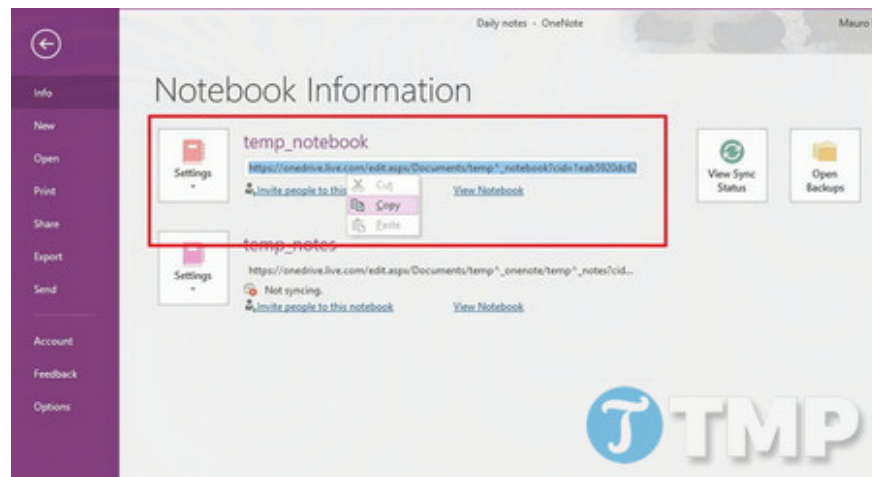 Daily notes - OneNote
Mauro
Info
New
Open
Print
Share
Export
Send
Account
Feedback
Options
Notebook Information
Settings
temp_notebook
https://onedrive.live.com/edit.aspx/Documents/temp^_notebook?cid=1eab5920dc62
Invite people to this
View Notebook
Cut
Copy
Paste
View Sync
Status
Open
Backups
Settings
temp_notes
https://onedrive.live.com/edit.aspx/Documents/temp^_onenote/temp^_notes?cid...
Not syncing.
Invite people to this notebook
View Notebook
T TMP